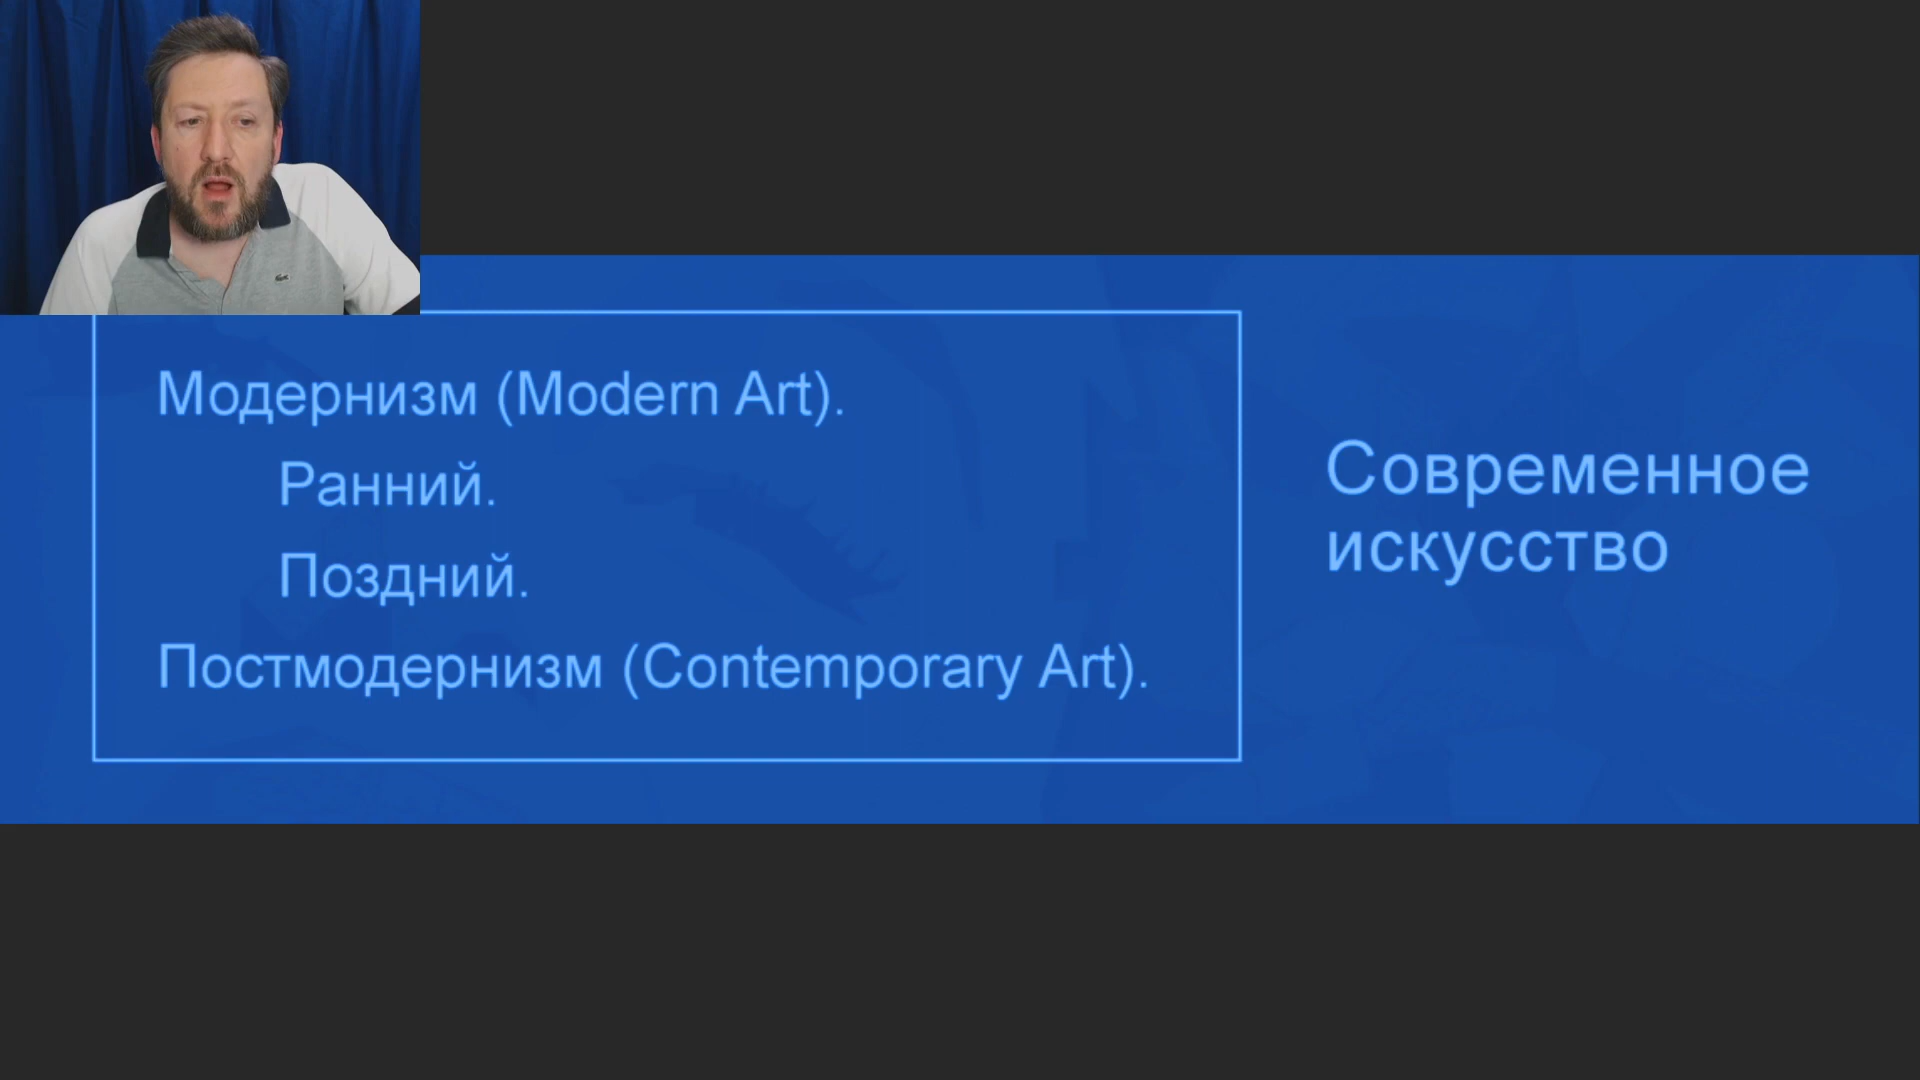 Модернизм (Modern Art).
Ранний.
Поздний.
Постмодернизм (Contemporary Art).
Современное
искусство